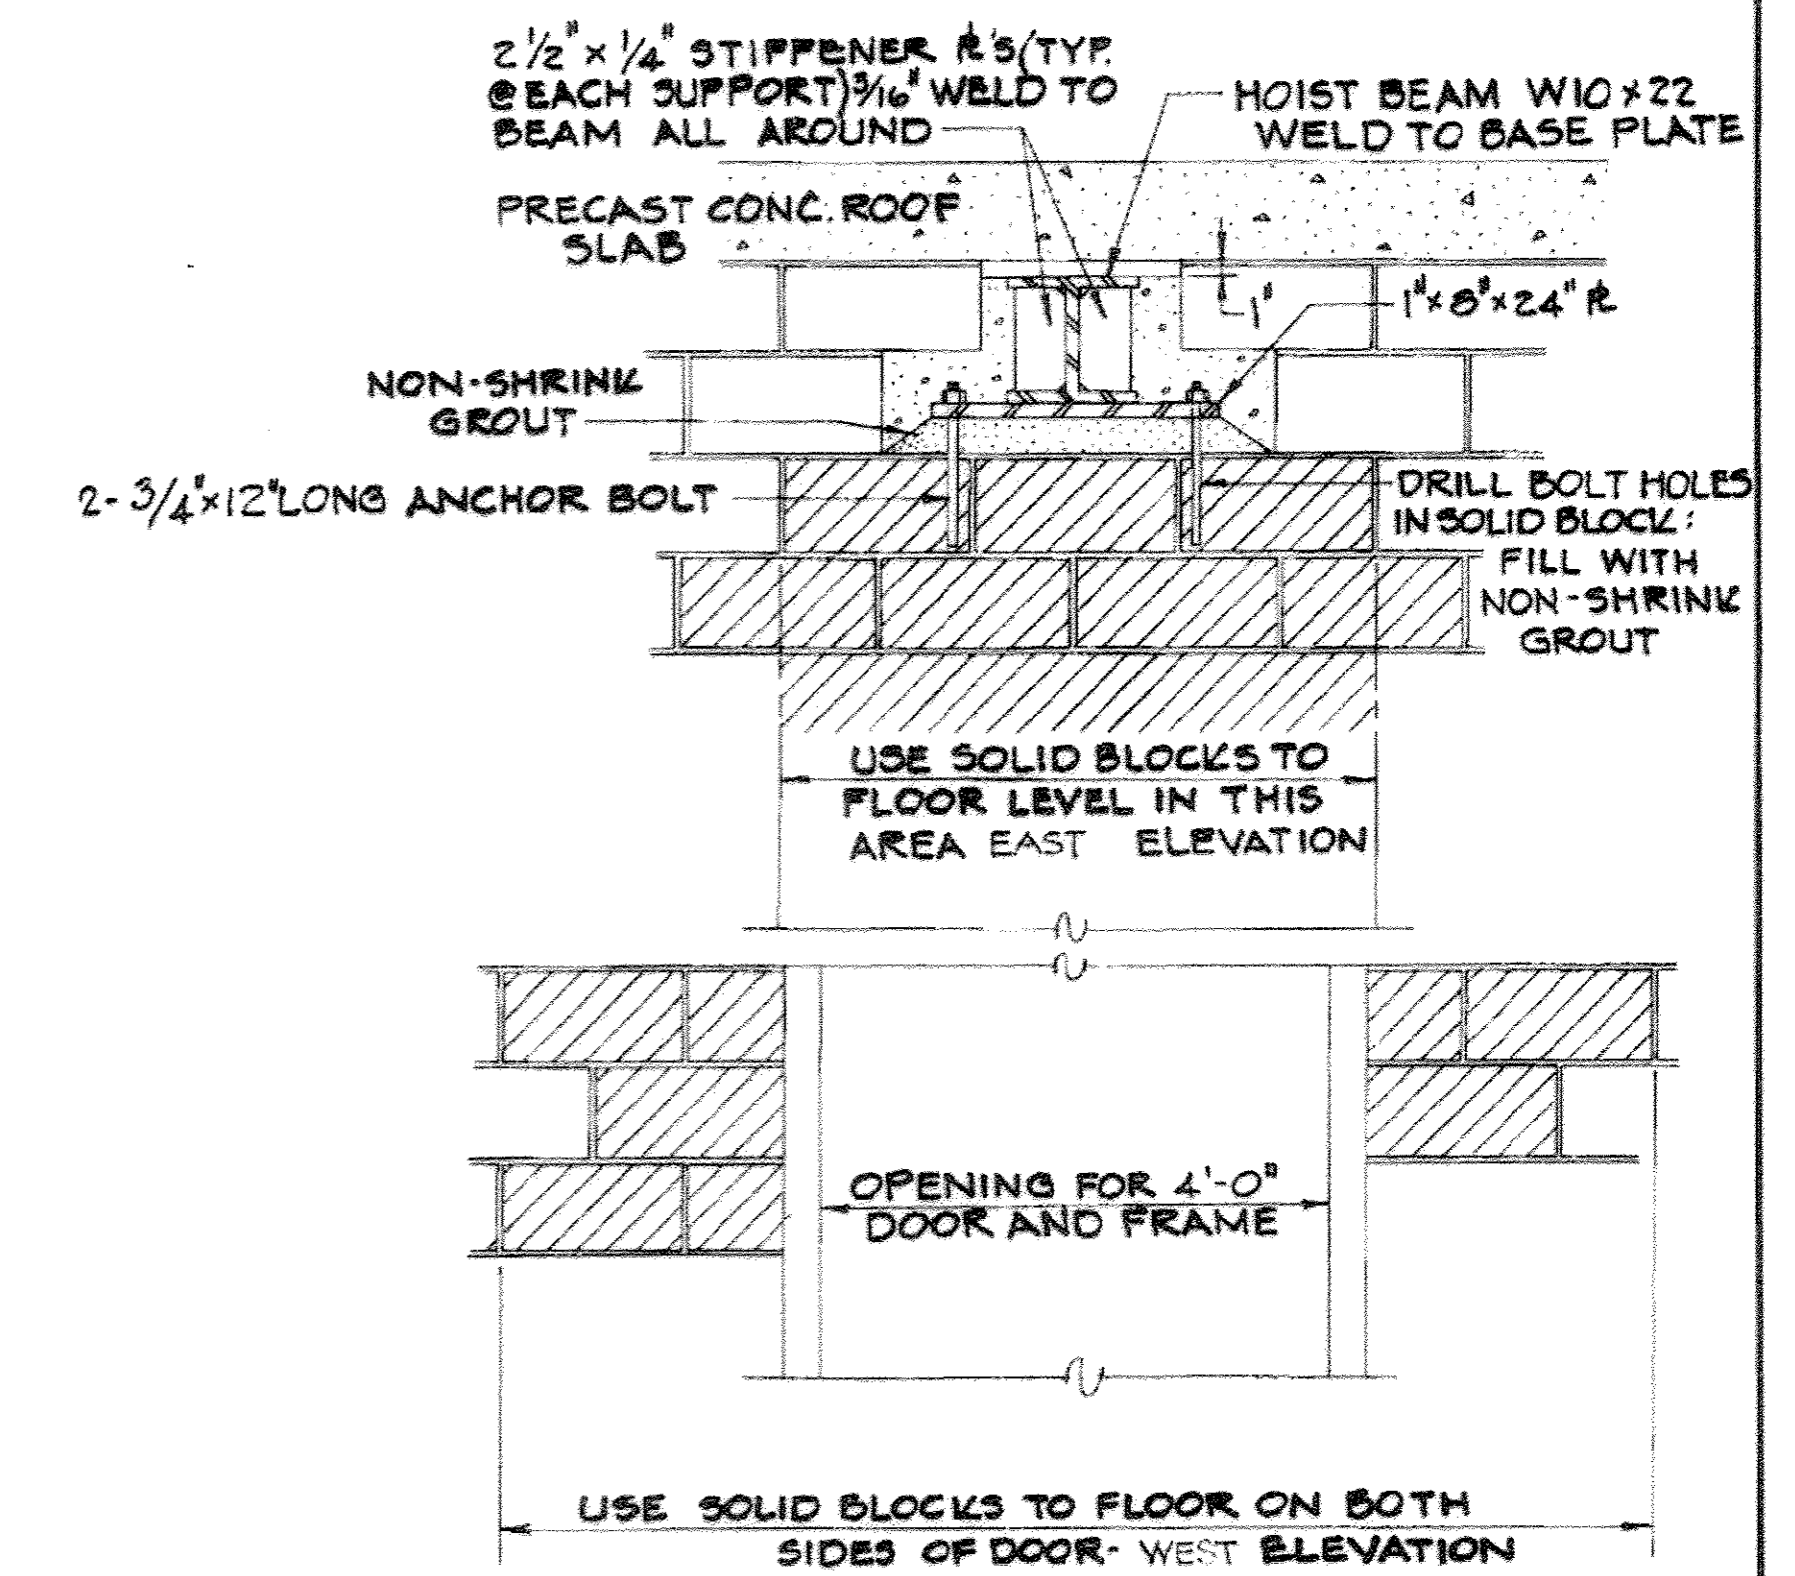 2 1/2" x 1/4" STIFFENER ℄'S (TYP.
@ EACH SUPPORT) 3/16" WELD TO
BEAM ALL AROUND
HOIST BEAM W10 x 22
WELD TO BASE PLATE
PRECAST CONC. ROOF
SLAB
1"
1" x 8" x 24" ℄
NON-SHRINK
GROUT
2- 3/4" x 12" LONG ANCHOR BOLT
DRILL BOLT HOLES
IN SOLID BLOCK:
FILL WITH
NON-SHRINK
GROUT
USE SOLID BLOCKS TO
FLOOR LEVEL IN THIS
AREA EAST ELEVATION
OPENING FOR 4'-0"
DOOR AND FRAME
USE SOLID BLOCKS TO FLOOR ON BOTH
SIDES OF DOOR- WEST ELEVATION